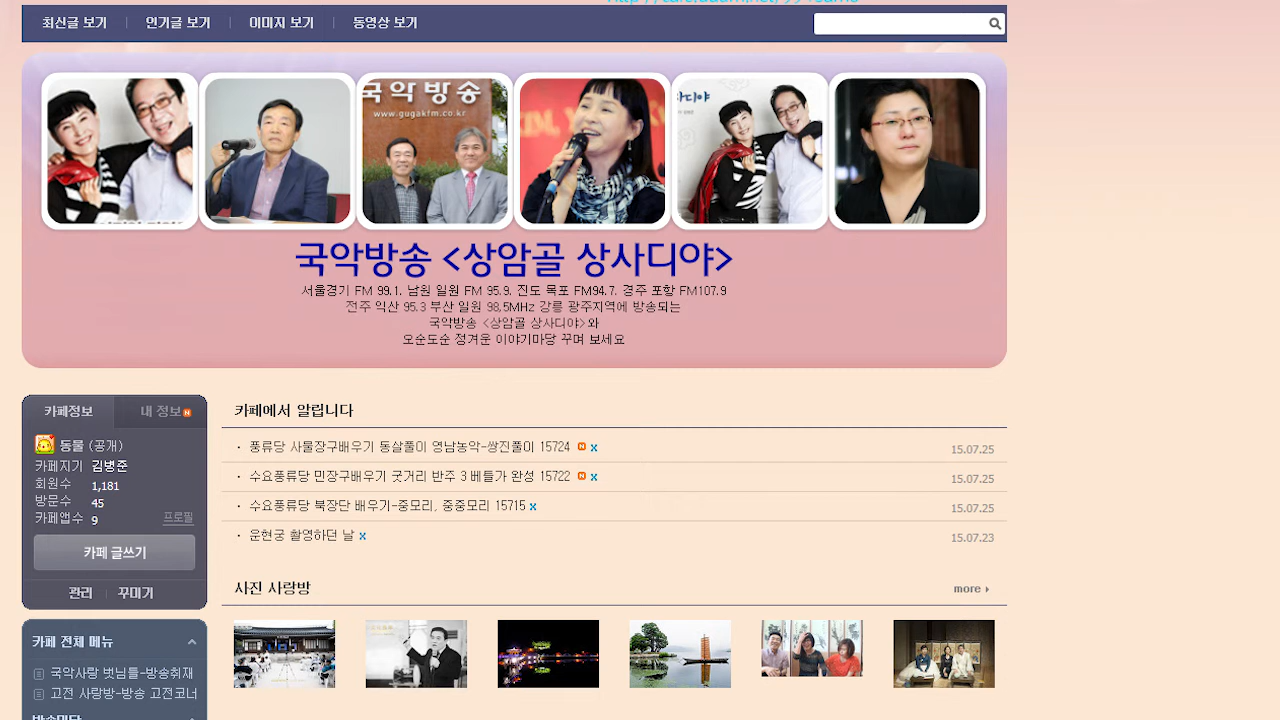 최신글 보기
인기글 보기
이미지 보기
동영상 보기
국악방송
www.gugakfm.co.kr
국악방송 <상암골 상사디야>
서울경기 FM 99.1, 남원 일원 FM 95.9, 진도 목포 FM94.7, 경주 포항 FM107.9
전주 익산 95.3 부산 일원 98,5MHz 강릉 광주지역에 방송되는
국악방송 <상암골 상사디야>와
오순도순 정겨운 이야기마당 꾸며 보세요
카페정보
내 정보
동물 (공개)
카페지기 김병준
회원수 1,181
방문수 45
카페앱수 9
프로필
카페 글쓰기
관리
꾸미기
카페 전체 메뉴
국악사랑 벗님들-방송취재
고전 사랑방-방송 고전코너
방송마당
카페에서 알립니다
풍류당 사물장구배우기 동살풀이 영남농악-쌍진풀이 15724 N
15.07.25
수요풍류당 민장구배우기 굿거리 반주 3 베틀가 완성 15722 N
15.07.25
수요풍류당 북장단 배우기-중모리, 중중모리 15715
15.07.25
운현궁 촬영하던 날
15.07.23
사진 사랑방
more